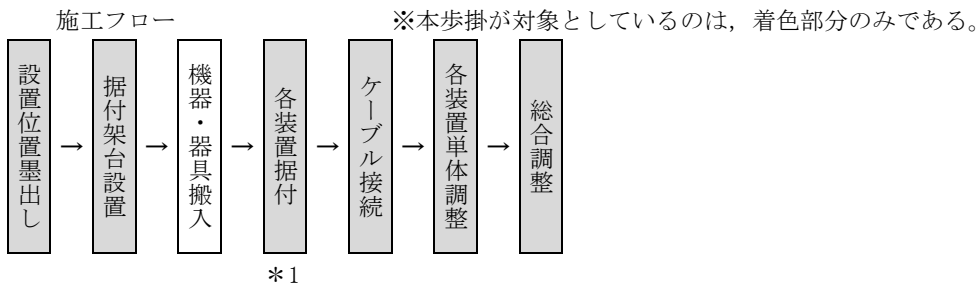 施工フロー
※本歩掛が対象としているのは，着色部分のみである。
設置位置墨出し
→
据付架台設置
→
機器・器具搬入
→
各装置据付
→
ケーブル接続
→
各装置単体調整
→
総合調整
＊1